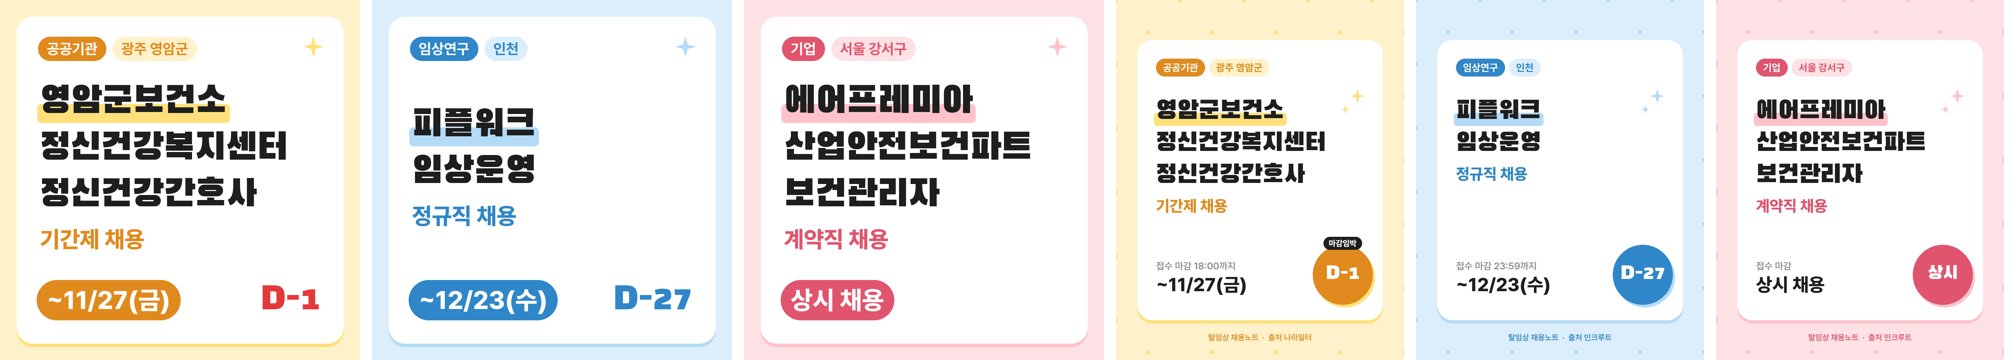 공공기관 광주 영암군
영암군보건소
정신건강복지센터
정신건강간호사
기간제 채용
~11/27(금) D-1
임상연구 인천
피플워크
임상운영
정규직 채용
~12/23(수) D-27
기업 서울 강서구
에어프레미아
산업안전보건파트
보건관리자
계약직 채용
상시 채용
공공기관 광주 영암군
영암군보건소
정신건강복지센터
정신건강간호사
기간제 채용
마감임박
접수 마감 18:00까지
~11/27(금) D-1
탈임상 채용노트 · 출처 나라일터
임상연구 인천
피플워크
임상운영
정규직 채용
접수 마감 23:59까지
~12/23(수) D-27
탈임상 채용노트 · 출처 인크루트
기업 서울 강서구
에어프레미아
산업안전보건파트
보건관리자
계약직 채용
접수 마감
상시 채용 상시
탈임상 채용노트 · 출처 인크루트